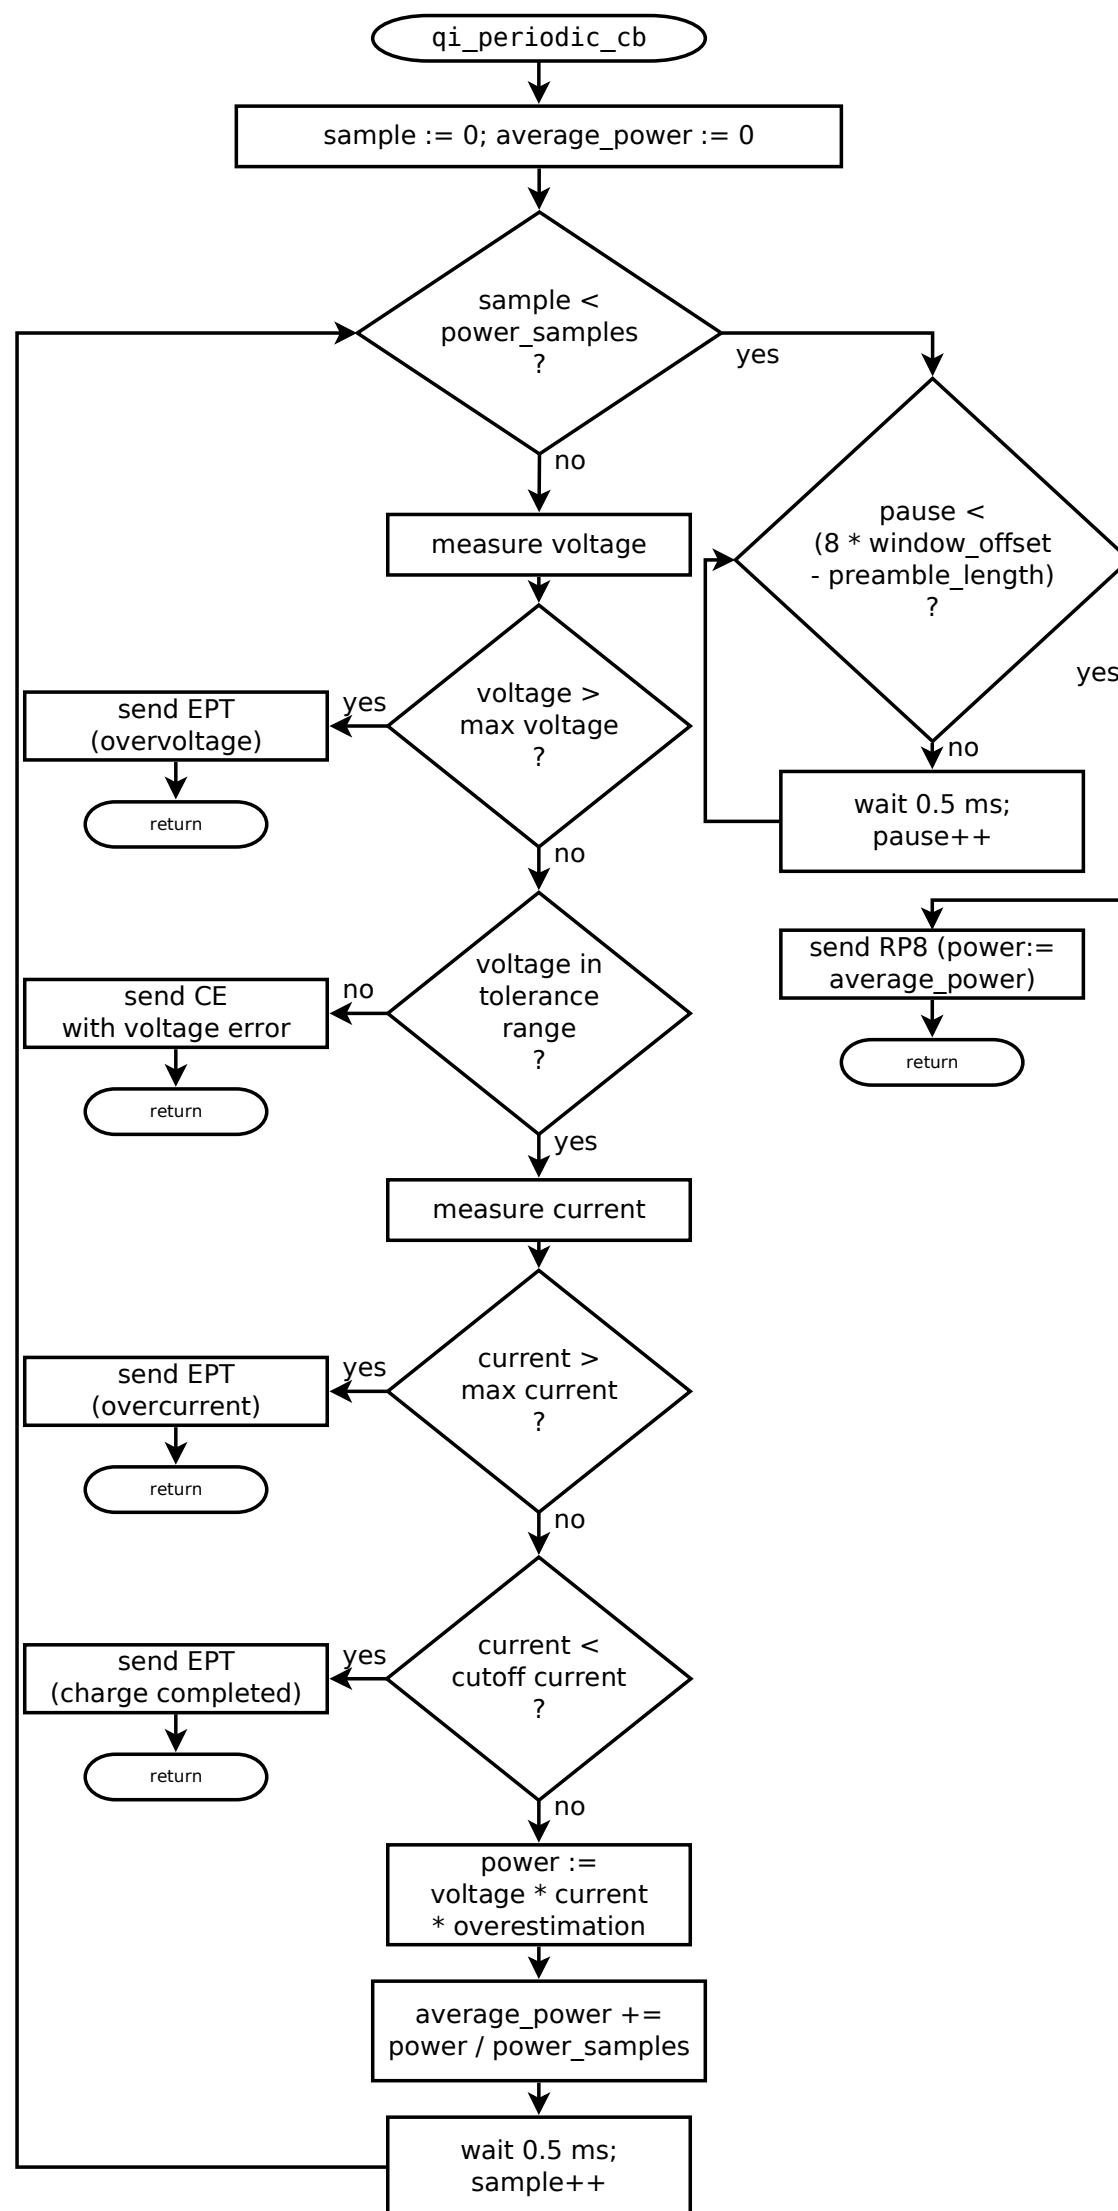 qi_periodic_cb
sample := 0; average_power := 0
sample <
power_samples
?
yes
no
pause <
(8 * window_offset
- preamble_length)
?
yes
no
wait 0.5 ms;
pause++
send RP8 (power:=
average_power)
return
measure voltage
voltage >
max voltage
?
yes
send EPT
(overvoltage)
return
no
voltage in
tolerance
range
?
no
send CE
with voltage error
return
yes
measure current
current >
max current
?
yes
send EPT
(overcurrent)
return
no
current <
cutoff current
?
yes
send EPT
(charge completed)
return
no
power :=
voltage * current
* overestimation
average_power +=
power / power_samples
wait 0.5 ms;
sample++